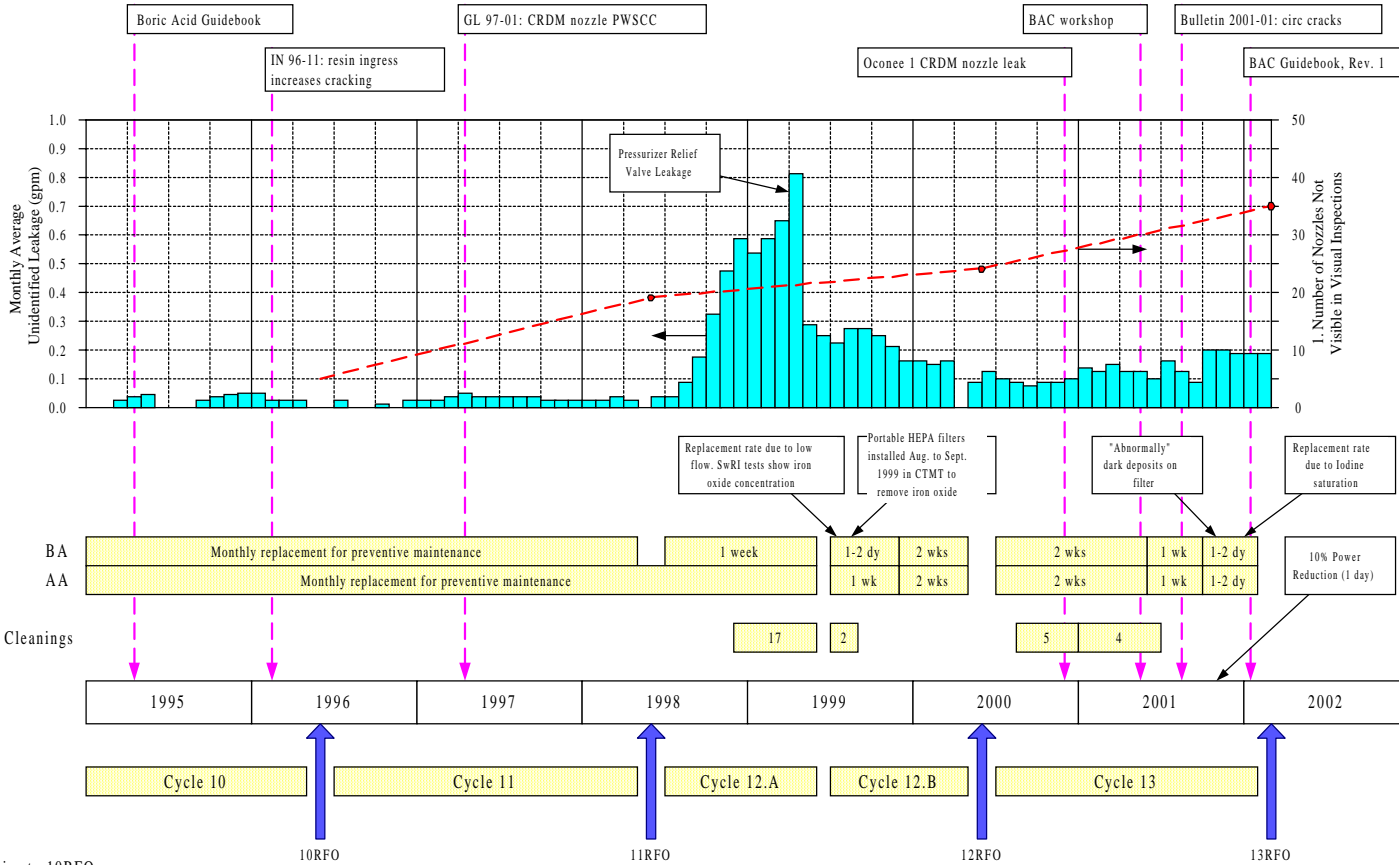 Boric Acid Guidebook
GL 97-01: CRDM nozzle PWSCC
BAC workshop
Bulletin 2001-01: circ cracks
IN 96-11: resin ingress
increases cracking
Oconee 1 CRDM nozzle leak
BAC Guidebook, Rev. 1
Monthly Average
Unidentified Leakage (gpm)
1.0
0.9
0.8
0.7
0.6
0.5
0.4
0.3
0.2
0.1
0.0
Pressurizer Relief
Valve Leakage
50
40
30
20
10
0
1.Number of Nozzles Not
Visible in Visual Inspections
Replacement rate due to low
flow. SwRI tests show iron
oxide concentration
Portable HEPA filters
installed Aug. to Sept.
1999 in CTMT to
remove iron oxide
"Abnormally"
dark deposits on
filter
Replacement rate
due to Iodine
saturation
BA
Monthly replacement for preventive maintenance
1 week
1-2 dy
2 wks
2 wks
1 wk
1-2 dy
AA
Monthly replacement for preventive maintenance
1 wk
2 wks
2 wks
1 wk
1-2 dy
10% Power
Reduction (1 day)
Cleanings
17
2
5
4
1995
1996
1997
1998
1999
2000
2001
2002
Cycle 10
Cycle 11
Cycle 12.A
Cycle 12.B
Cycle 13
10RFO
11RFO
12RFO
13RFO
10RFO